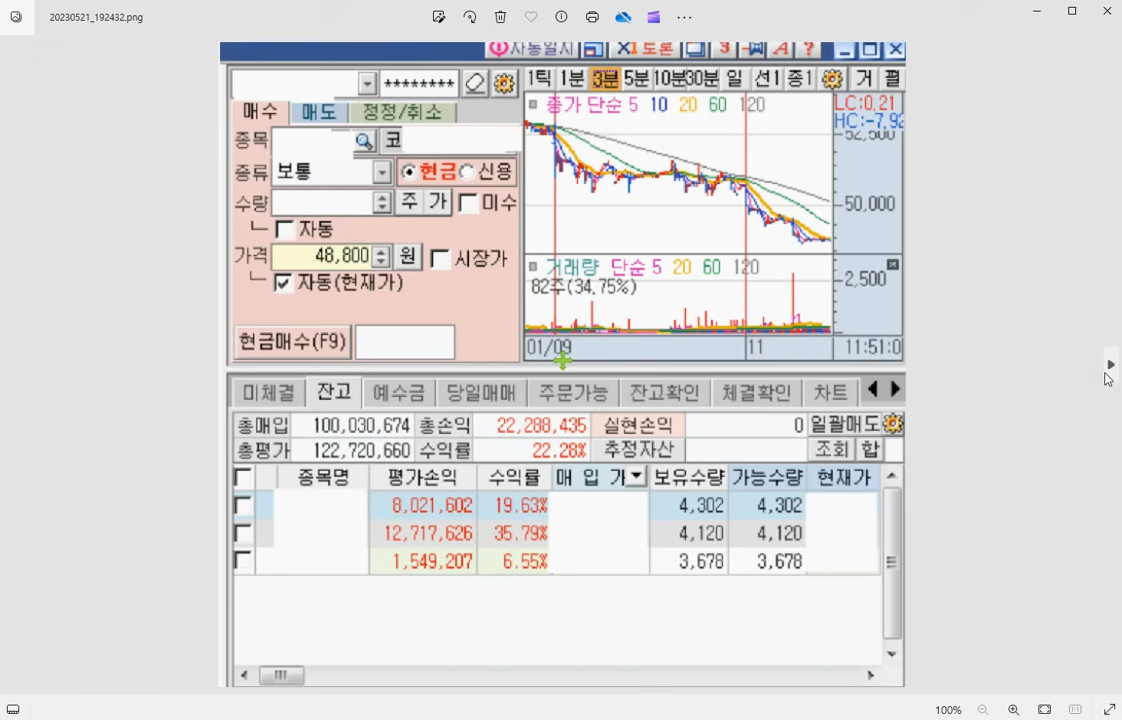 20230521_192432.png
자동일시 X1 토론 3 A ?
******** 1틱 1분 3분 5분 10분 30분 일 선1 종1 거 펼
매수 매도 정정/취소
종가 단순 5 10 20 60 120
LC:0.21
HC:-7.92
52,500
종목 코
종류 보통 현금 신용
수량 주 가 미수
50,000
자동
가격 48,800 원 시장가
거래량 단순 5 20 60 120
자동(현재가)
82주(34.75%)
2,500
현금매수(F9)
01/09 11 11:51:0
미체결 잔고 예수금 당일매매 주문가능 잔고확인 체결확인 차트
총매입 100,030,674 총손익 22,288,435 실현손익 0 일괄매도
총평가 122,720,660 수익률 22.28% 추정자산 조회 합
종목명 평가손익 수익률 매 입 가 보유수량 가능수량 현재가
8,021,602 19.63% 4,302 4,302
12,717,626 35.79% 4,120 4,120
1,549,207 6.55% 3,678 3,678
100%